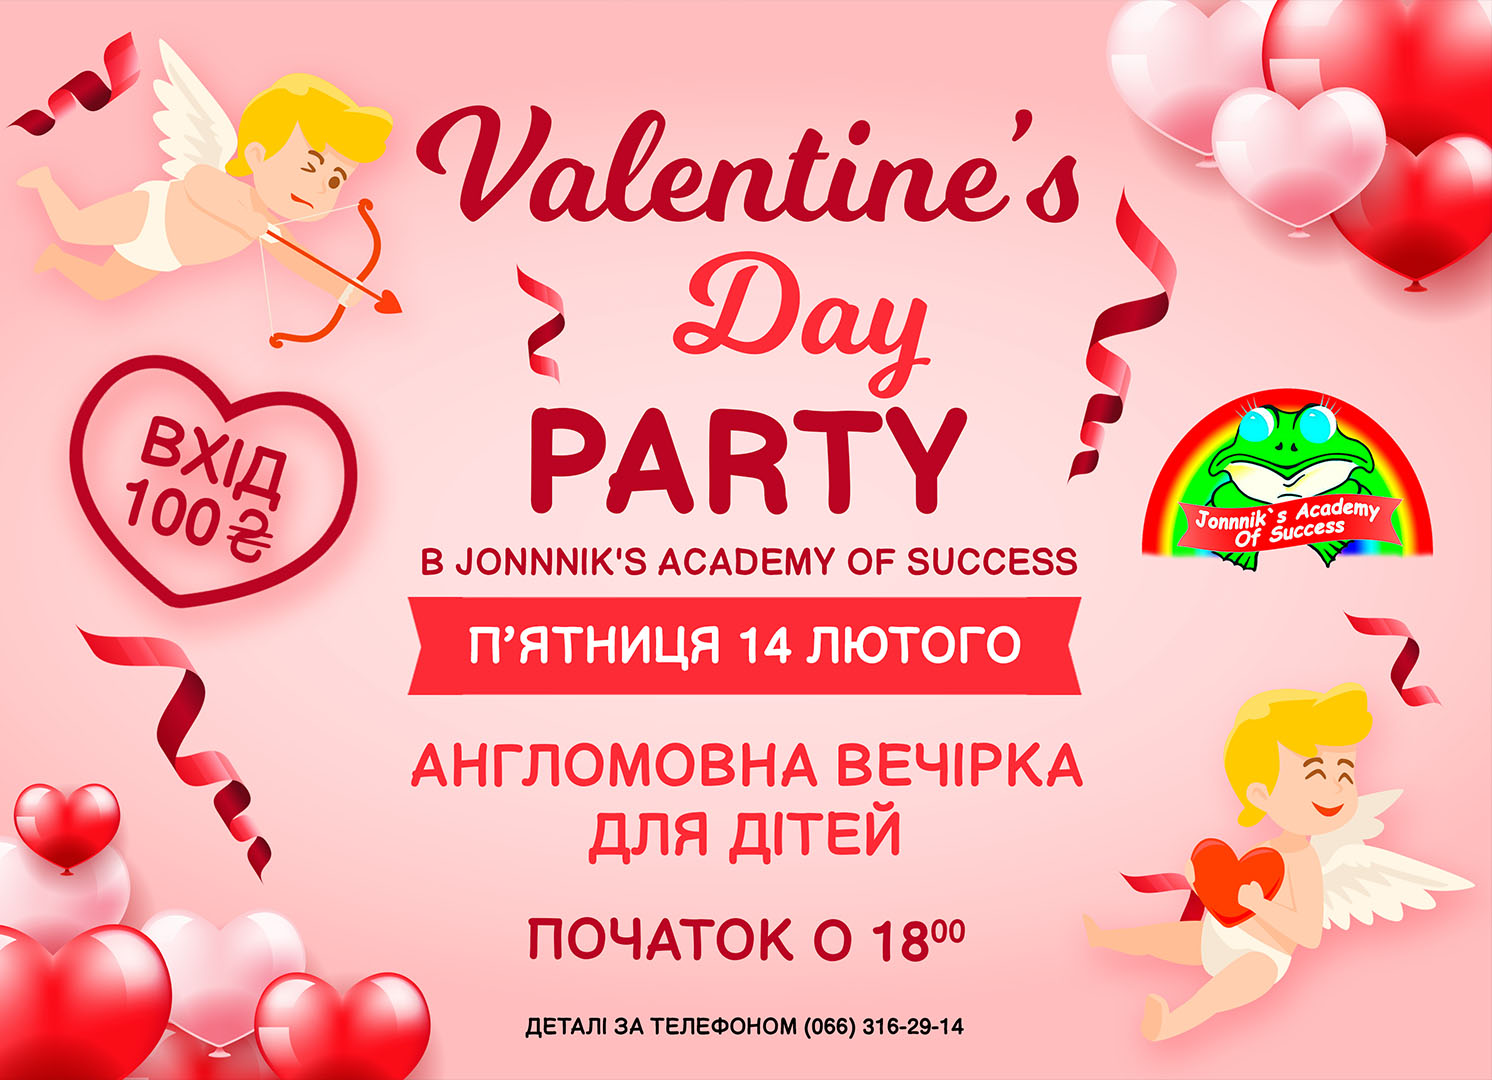 Valentine's
Day
PARTY
В JONNNIK'S ACADEMY OF SUCCESS
П’ЯТНИЦЯ 14 ЛЮТОГО
АНГЛОМОВНА ВЕЧІРКА
ДЛЯ ДІТЕЙ
ПОЧАТОК О 18⁰⁰
ДЕТАЛІ ЗА ТЕЛЕФОНОМ (066) 316-29-14
ВХІД
100 ₴
Jonnnik`s Academy
Of Success